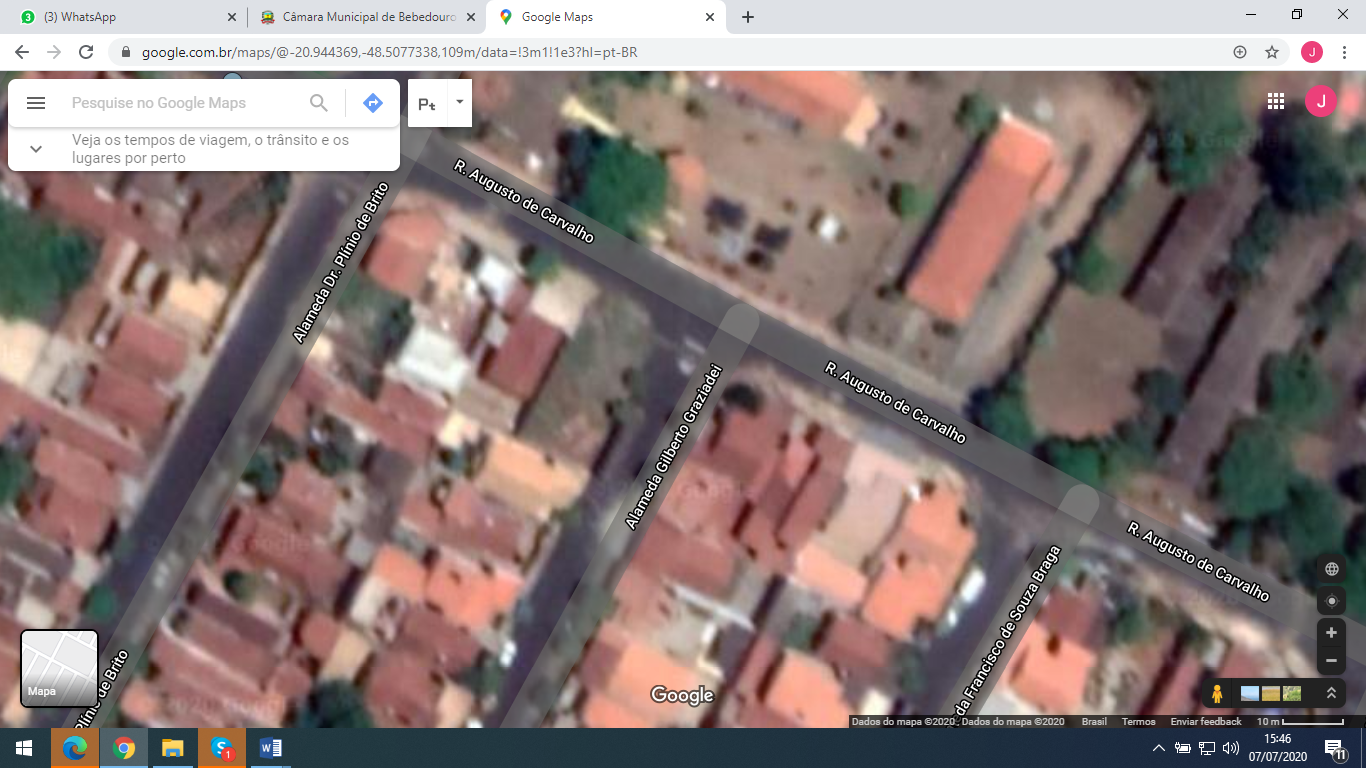 (3) WhatsApp
Câmara Municipal de Bebedouro
Google Maps
google.com.br/maps/@-20.944369,-48.5077338,109m/data=!3m1!1e3?hl=pt-BR
J
Pesquise no Google Maps
Pt
J
Veja os tempos de viagem, o trânsito e os
lugares por perto
R. Augusto de Carvalho
Alameda Dr. Plínio de Brito
R. Augusto de Carvalho
Alameda Gilberto Graziadei
R. Augusto de Carvalho
da Francisco de Souza Braga
Plínio de Brito
Mapa
Google
Dados do mapa ©2020 , Dados do mapa ©2020
Brasil
Termos
Enviar feedback
10 m
1
15:46
07/07/2020
11